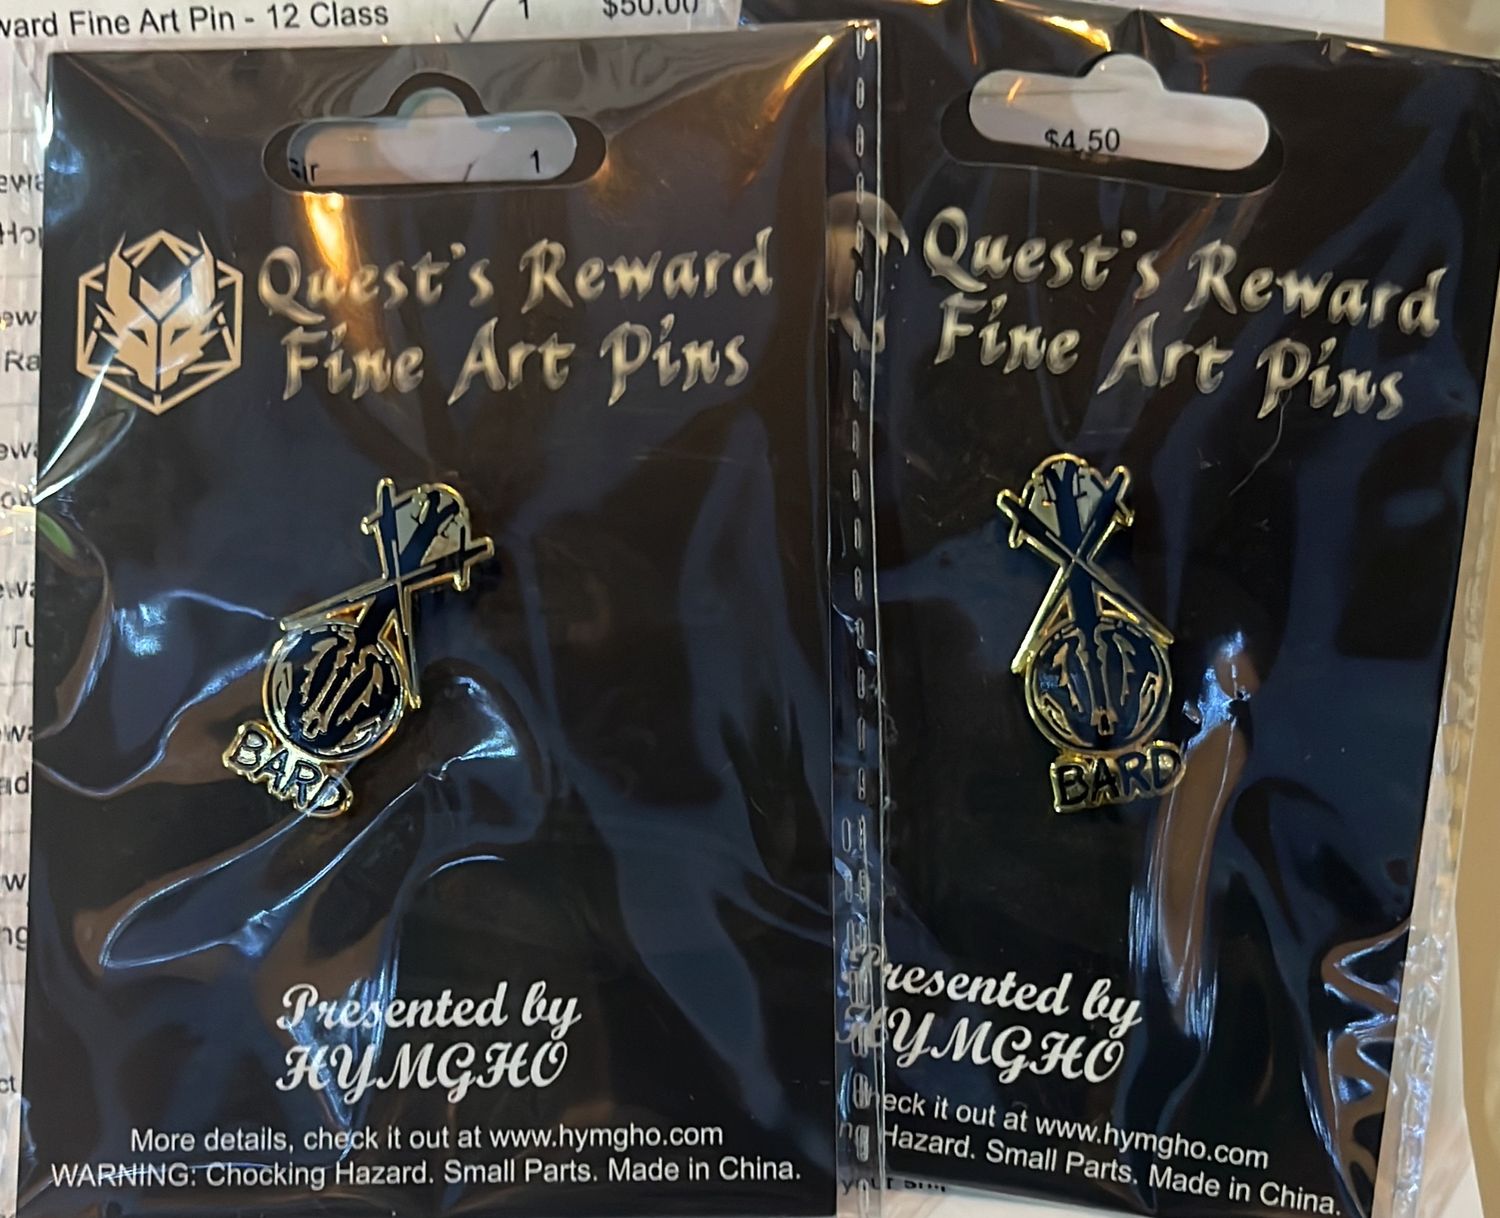 ward Fine Art Pin - 12 Class 1 $50.00
1
$4.50
Quest's Reward
Fine Art Pins
BARD
Presented by
HYMGHO
More details, check it out at www.hymgho.com
WARNING: Chocking Hazard. Small Parts. Made in China.
Quest's Reward
Fine Art Pins
BARD
Presented by
HYMGHO
heck it out at www.hymgho.com
Hazard. Small Parts. Made in China.